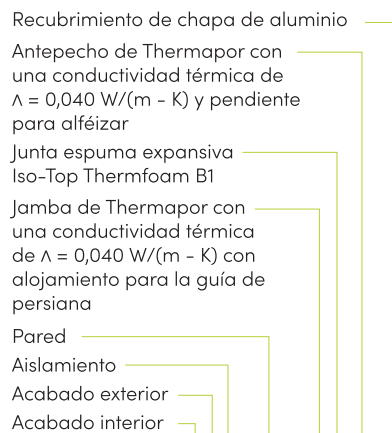 Recubrimiento de chapa de aluminio
Antepecho de Thermapor con
una conductividad térmica de
Λ = 0,040 W/(m - K) y pendiente
para alféizar
Junta espuma expansiva
Iso-Top Thermfoam B1
Jamba de Thermapor con
una conductividad térmica
de Λ = 0,040 W/(m - K) con
alojamiento para la guía de
persiana
Pared
Aislamiento
Acabado exterior
Acabado interior